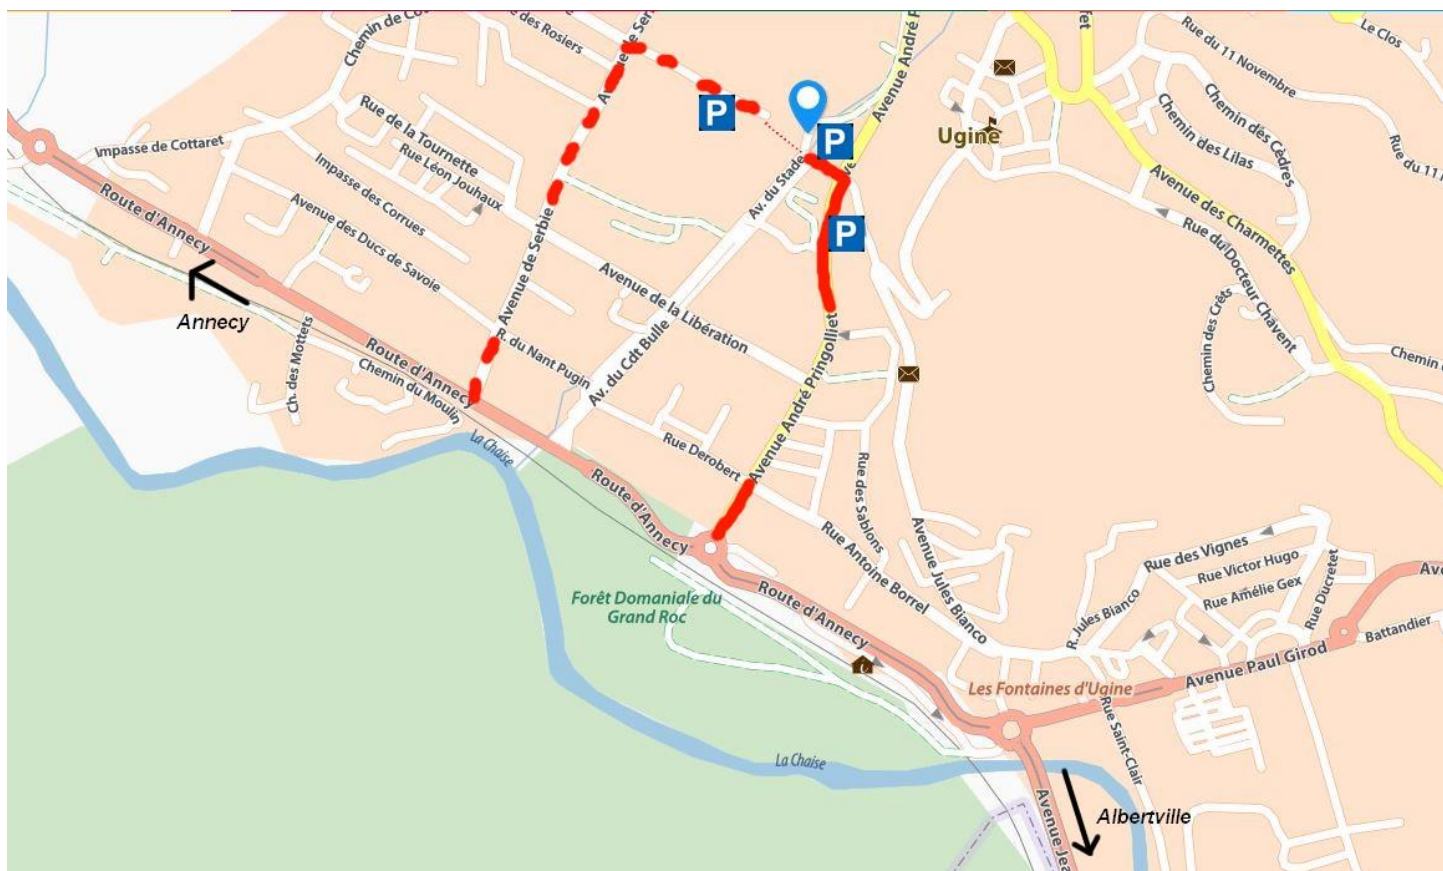 Chemin de Co
e des Rosiers
Avenue de Serbie
Avenue André P
fet
Rue du 11 Novembre
Le Clos
P
P
P
Ugine
Impasse de Cottaret
Rue de la Tournette
Rue Léon Jouhaux
Impasse des Corrues
Avenue des Ducs de Savoie
Route d'Annecy
Annecy
Avenue de Serbie
Av. du Stade
Chemin des Cèdres
Chemin des Lilas
Rue du 11
Avenue des Charmettes
Rue du Docteur Chavent
Chemin des Crêts
Chemin
Avenue de la Libération
R. du Nant Pugin
Av. du Cdt Bulle
Avenue André Pringolliet
Ch. des Mottets
Route d'Annecy
Chemin du Moulin
La Chaise
Rue Derobert
Rue des Sablons
Route d'Annecy
Rue Antoine Borrel
Avenue Jules Bianco
Forêt Domaniale du
Grand Roc
Route d'Annecy
Rue des Vignes
Rue Victor Hugo
Rue Amélie Gex
Rue Ducretet
R. Jules Bianco
Ave
Battandier
Avenue Paul Girod
Les Fontaines d'Ugine
Rue Saint-Clair
La Chaise
Albertville
Avenue Jea